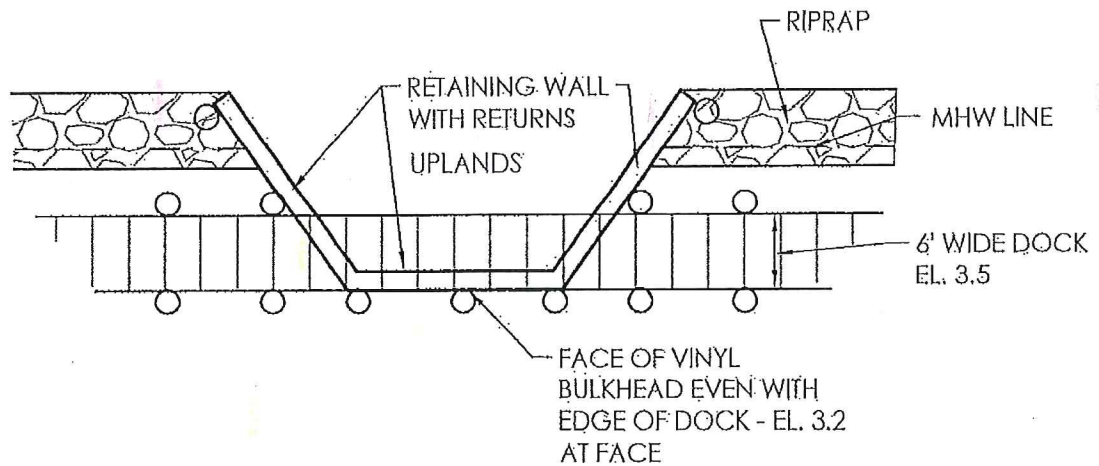 RIPRAP
RETAINING WALL
WITH RETURNS
UPLANDS
MHW LINE
6' WIDE DOCK
EL. 3.5
FACE OF VINYL
BULKHEAD EVEN WITH
EDGE OF DOCK - EL. 3.2
AT FACE